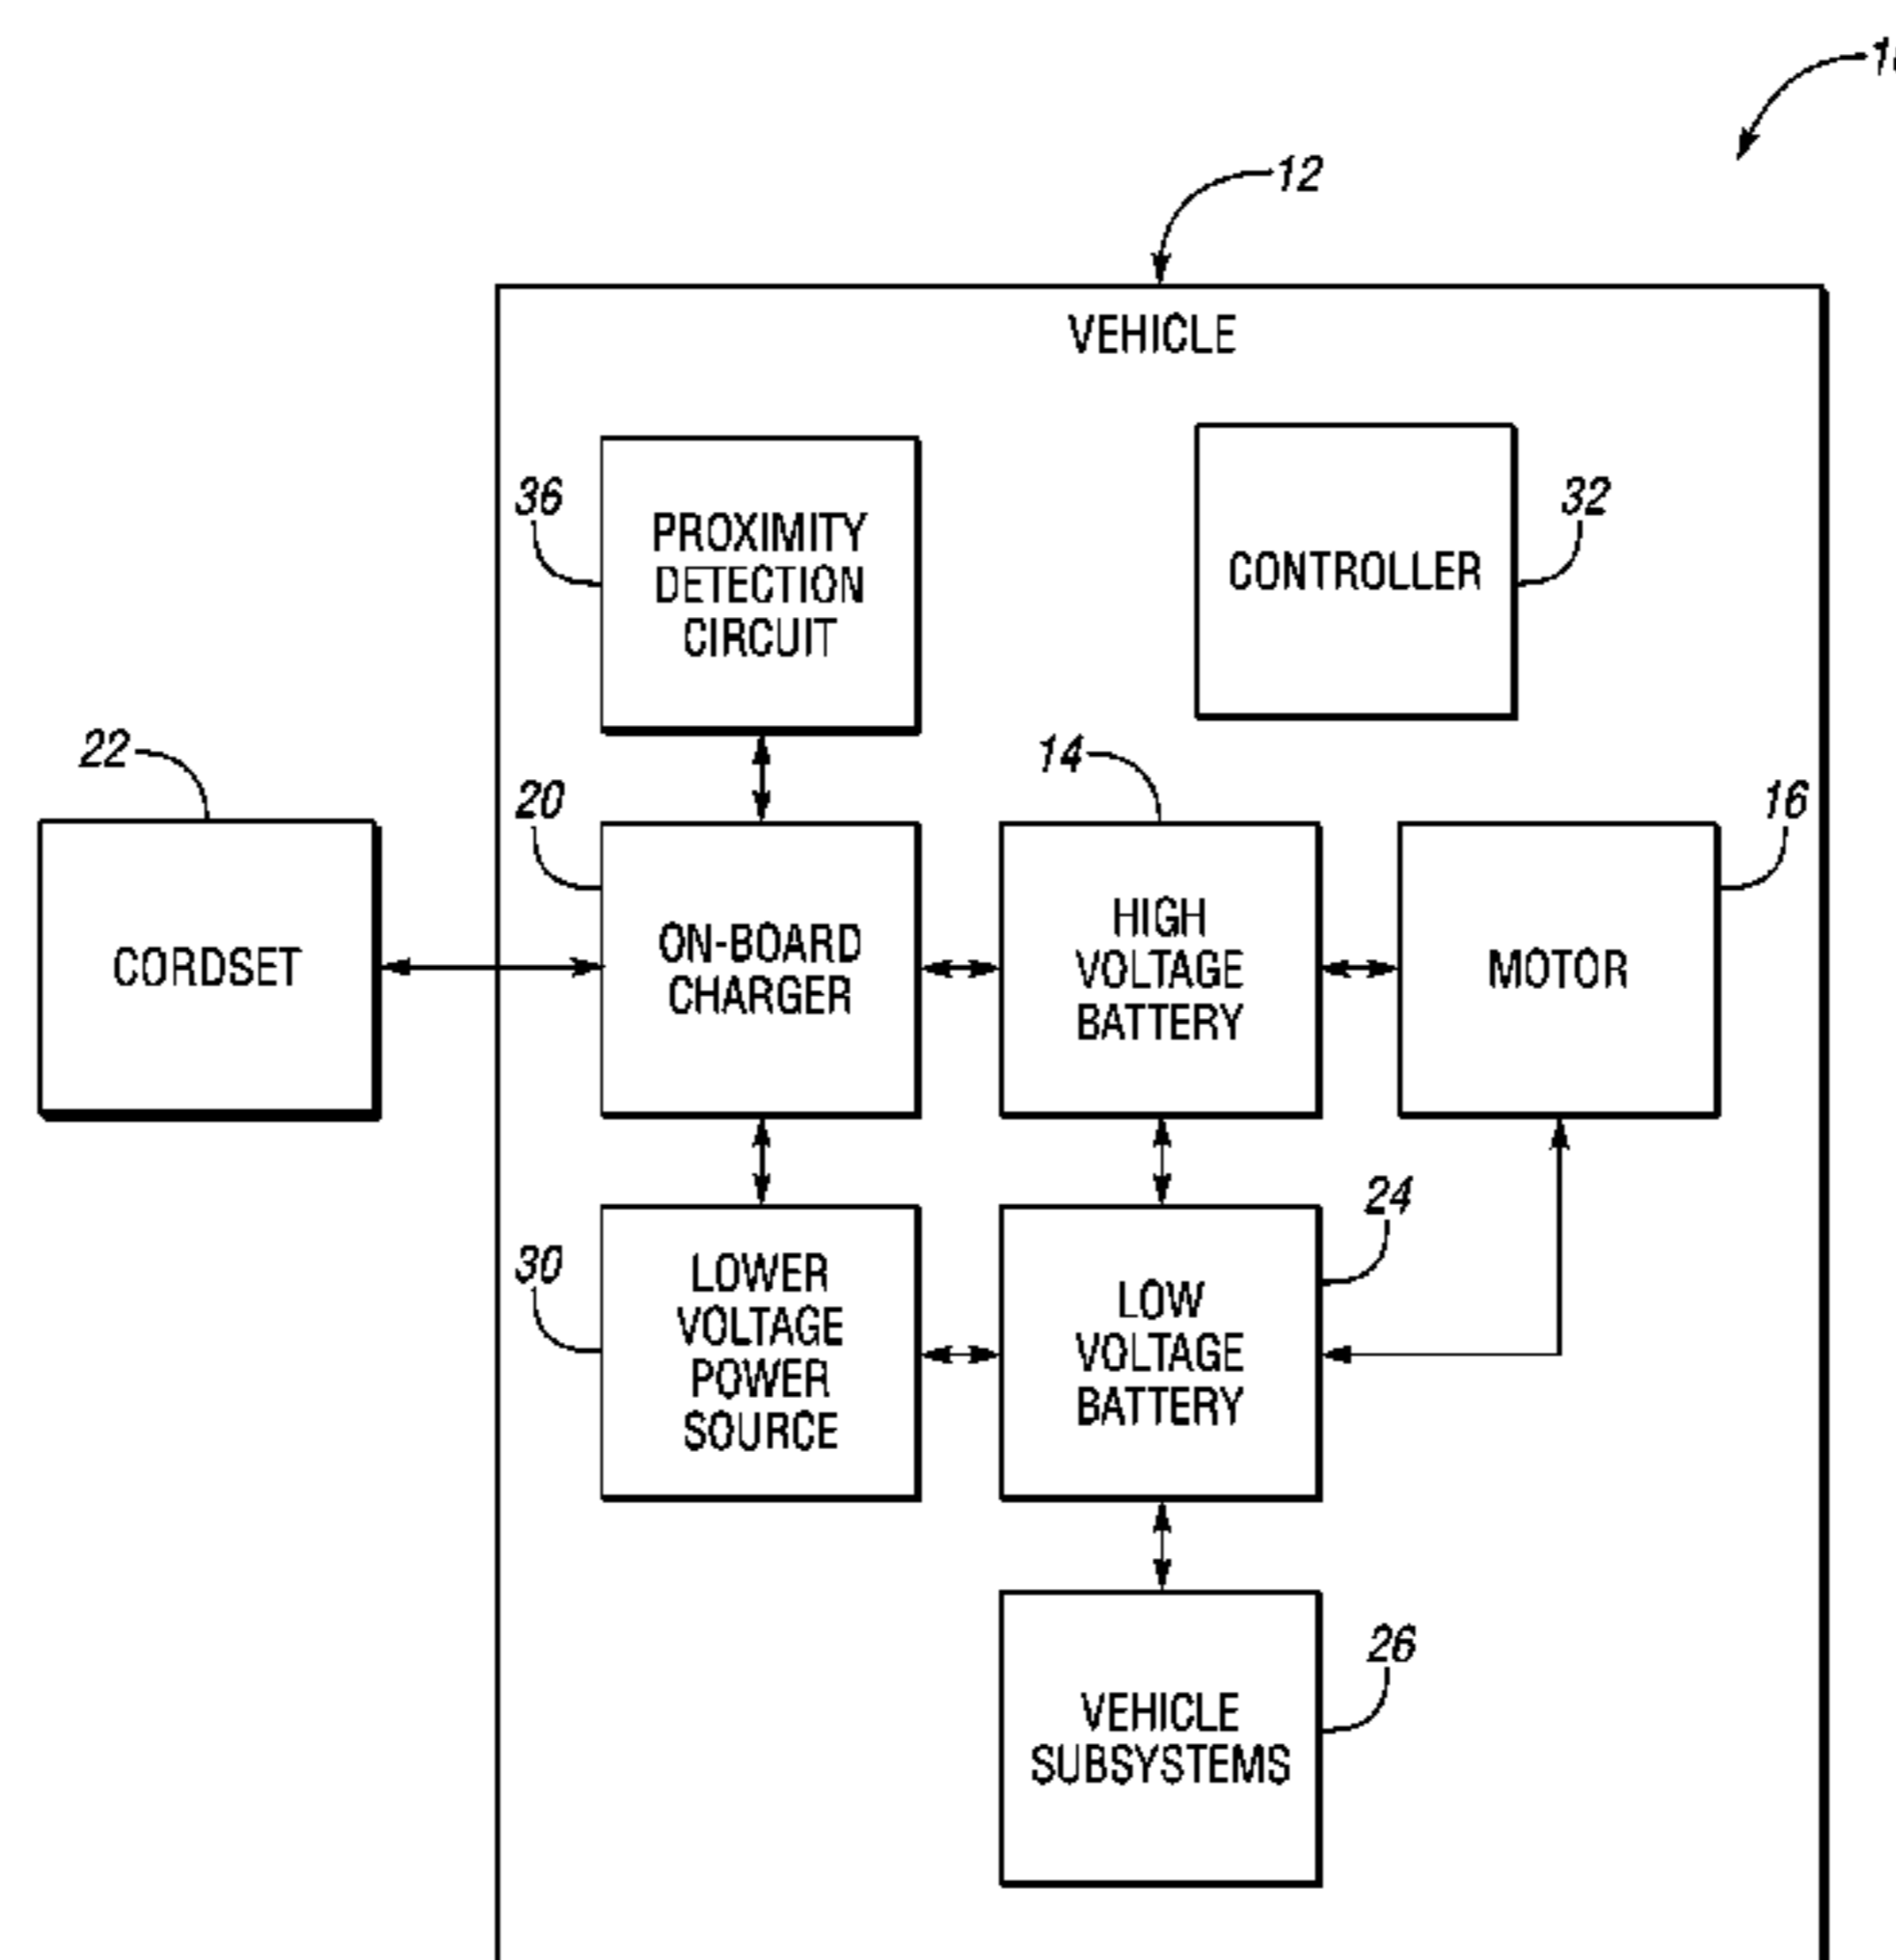 12
VEHICLE
36
PROXIMITY
DETECTION
CIRCUIT
CONTROLLER
32
22
CORDSET
20
ON-BOARD
CHARGER
14
HIGH
VOLTAGE
BATTERY
16
MOTOR
30
LOWER
VOLTAGE
POWER
SOURCE
24
LOW
VOLTAGE
BATTERY
26
VEHICLE
SUBSYSTEMS